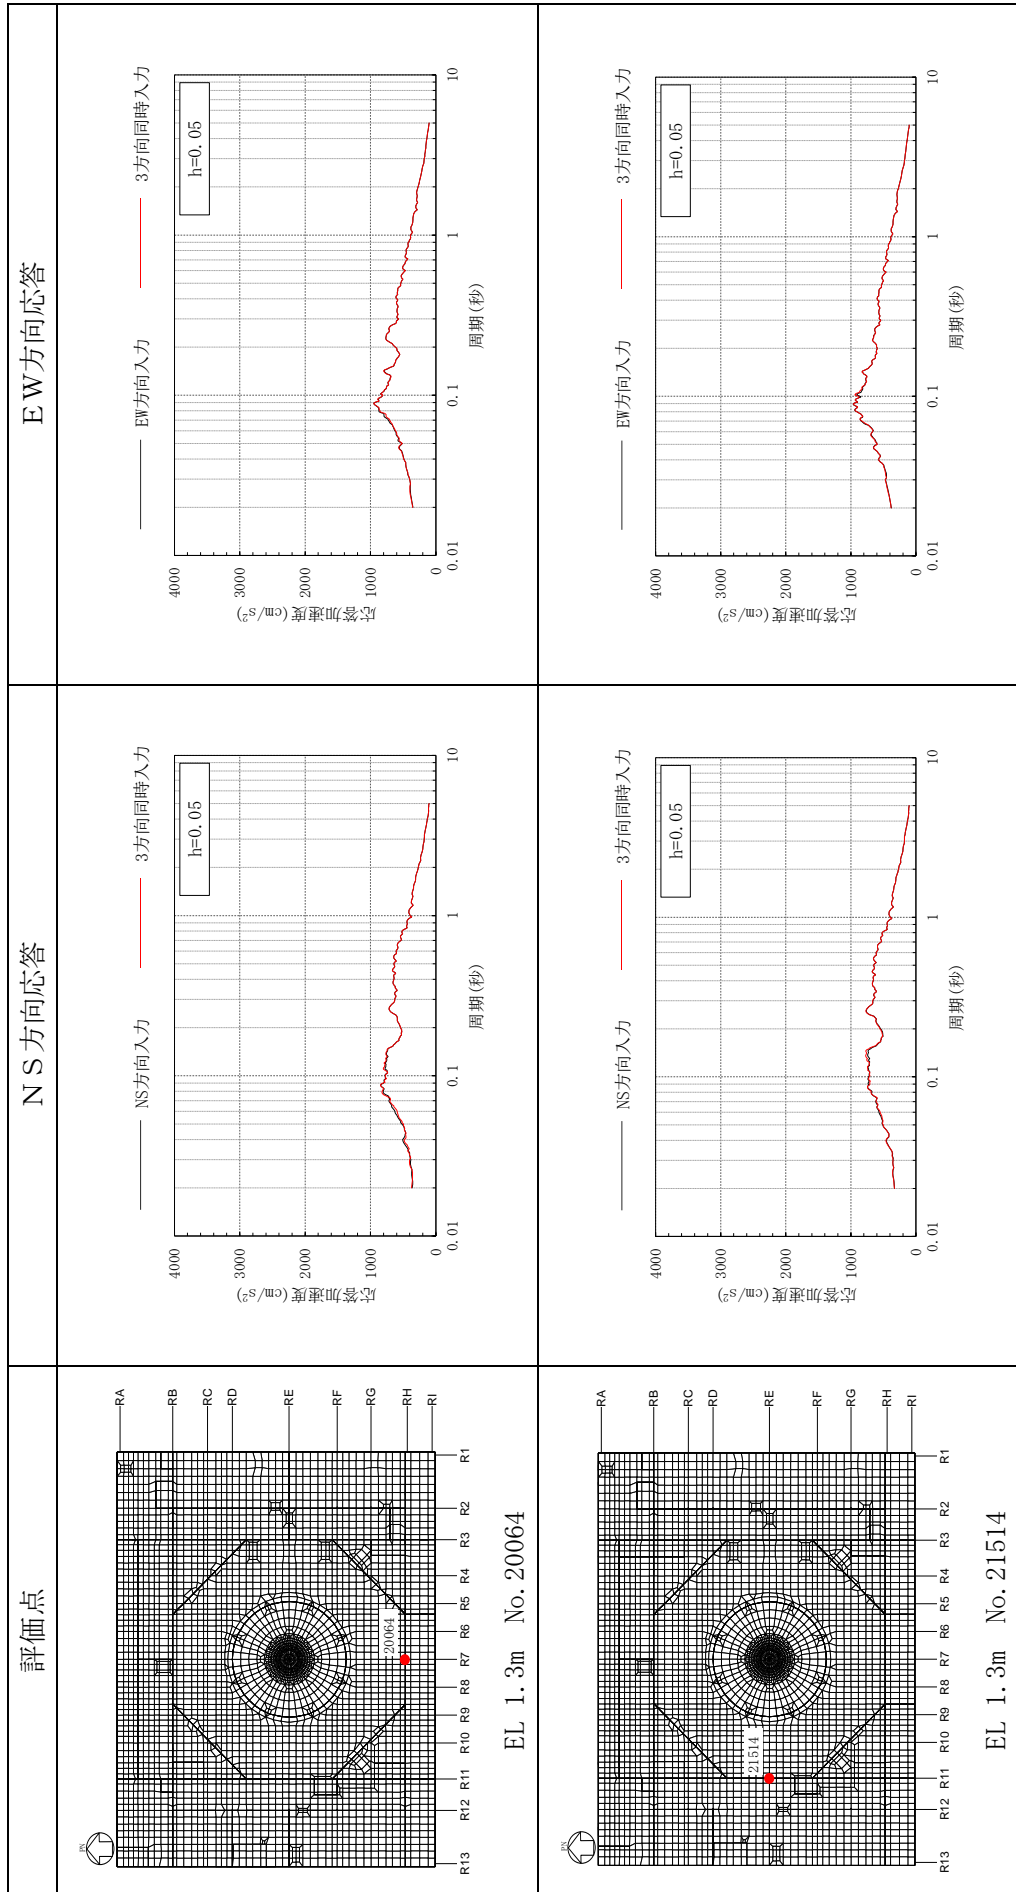 評価点
NS方向応答
EW方向応答
PN
RA
RB
RC
RD
RE
RF
RG
RH
RI
R13
R12
R11
R10
R9
R8
R7
R6
R5
R4
R3
R2
R1
20064
EL 1.3m No.20064
NS方向入力
3方向同時入力
h=0.05
応答加速度(cm/s²)
4000
3000
2000
1000
0
0.01
0.1
1
10
周期(秒)
EW方向入力
3方向同時入力
h=0.05
応答加速度(cm/s²)
4000
3000
2000
1000
0
0.01
0.1
1
10
周期(秒)
PN
RA
RB
RC
RD
RE
RF
RG
RH
RI
R13
R12
R11
R10
R9
R8
R7
R6
R5
R4
R3
R2
R1
21514
EL 1.3m No.21514
NS方向入力
3方向同時入力
h=0.05
応答加速度(cm/s²)
4000
3000
2000
1000
0
0.01
0.1
1
10
周期(秒)
EW方向入力
3方向同時入力
h=0.05
応答加速度(cm/s²)
4000
3000
2000
1000
0
0.01
0.1
1
10
周期(秒)